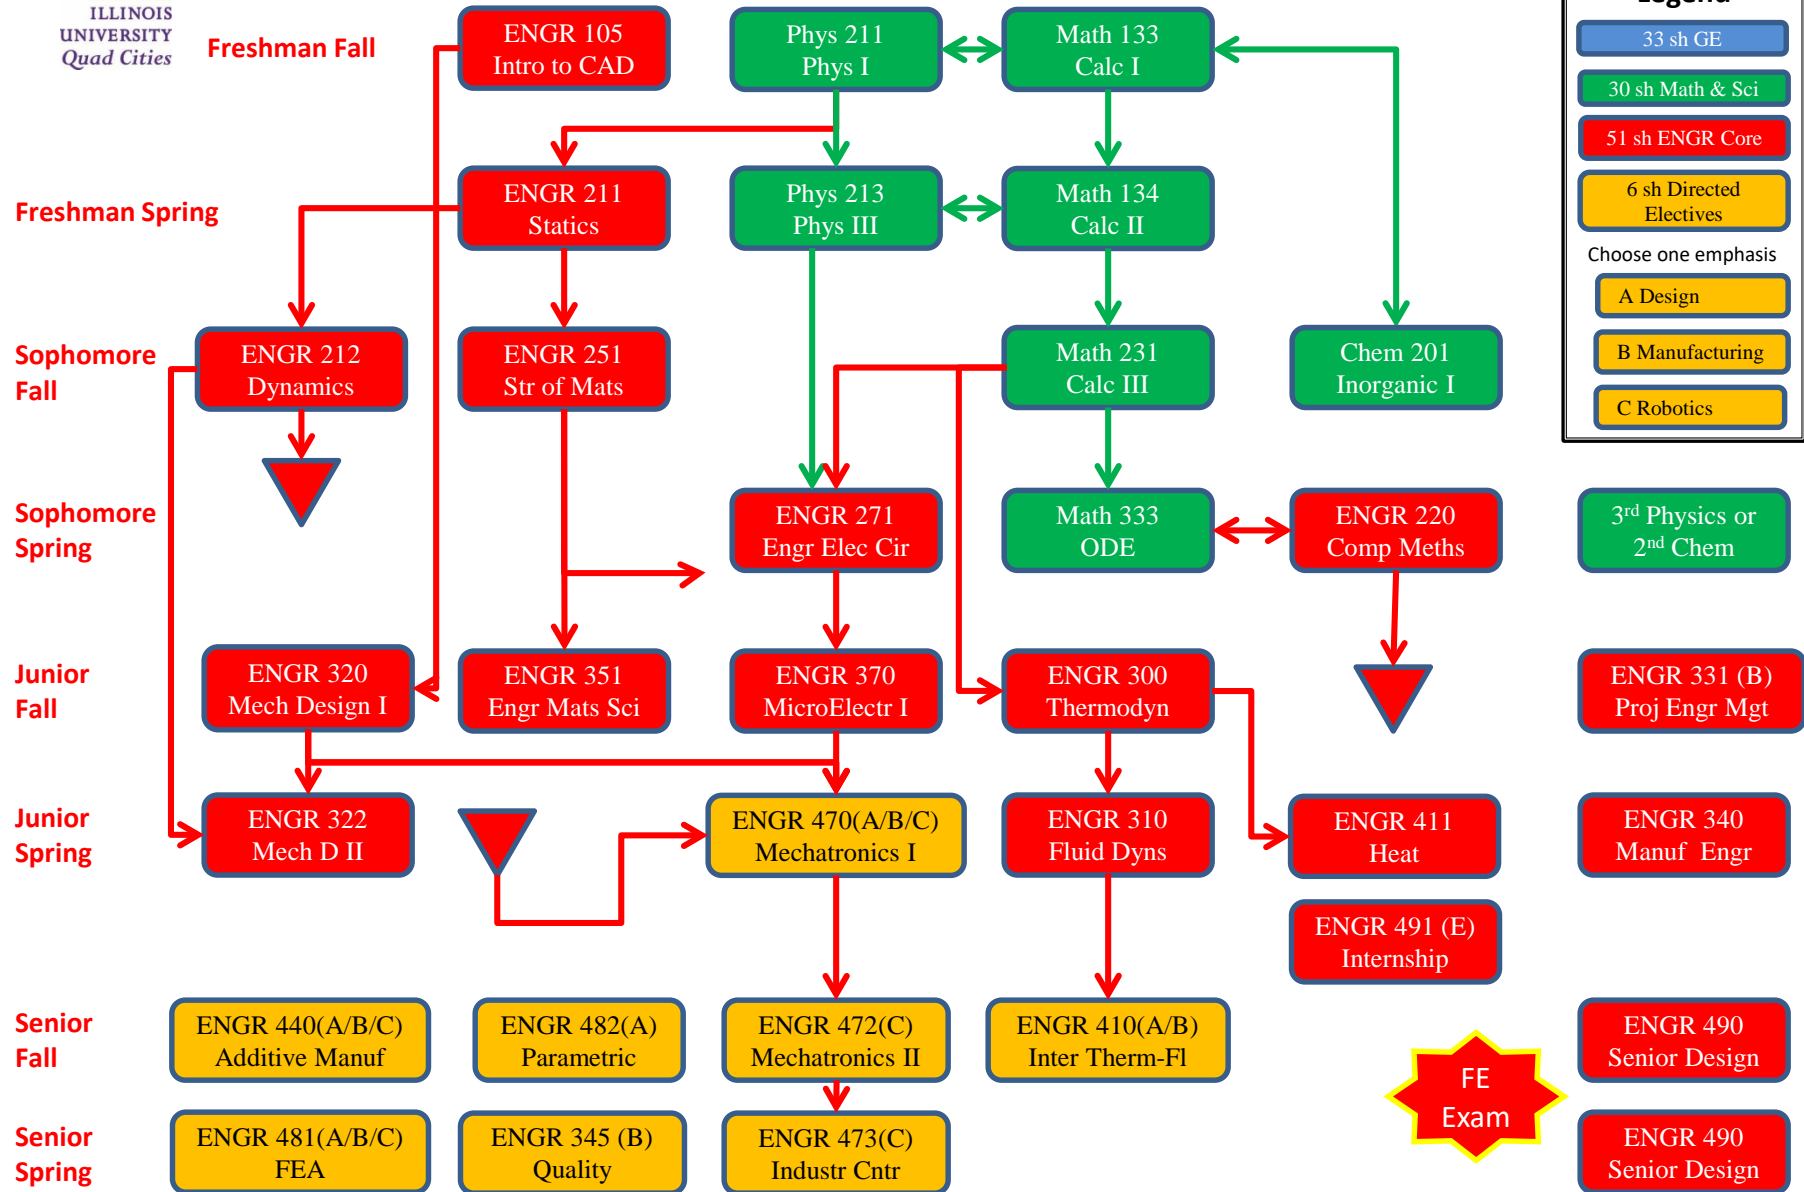 ILLINOIS
UNIVERSITY
Quad Cities
Freshman Fall
ENGR 105
Intro to CAD
Phys 211
Phys I
Math 133
Calc I
Legend
33 sh GE
30 sh Math & Sci
51 sh ENGR Core
6 sh Directed
Electives
Choose one emphasis
A Design
B Manufacturing
C Robotics
Freshman Spring
ENGR 211
Statics
Phys 213
Phys III
Math 134
Calc II
Sophomore
Fall
ENGR 212
Dynamics
ENGR 251
Str of Mats
Math 231
Calc III
Chem 201
Inorganic I
Sophomore
Spring
ENGR 271
Engr Elec Cir
Math 333
ODE
ENGR 220
Comp Meths
3rd Physics or
2nd Chem
Junior
Fall
ENGR 320
Mech Design I
ENGR 351
Engr Mats Sci
ENGR 370
MicroElectr I
ENGR 300
Thermodyn
ENGR 331 (B)
Proj Engr Mgt
Junior
Spring
ENGR 322
Mech D II
ENGR 470(A/B/C)
Mechatronics I
ENGR 310
Fluid Dyns
ENGR 411
Heat
ENGR 340
Manuf Engr
ENGR 491 (E)
Internship
Senior
Fall
ENGR 440(A/B/C)
Additive Manuf
ENGR 482(A)
Parametric
ENGR 472(C)
Mechatronics II
ENGR 410(A/B)
Inter Therm-Fl
FE
Exam
ENGR 490
Senior Design
Senior
Spring
ENGR 481(A/B/C)
FEA
ENGR 345 (B)
Quality
ENGR 473(C)
Industr Cntr
ENGR 490
Senior Design